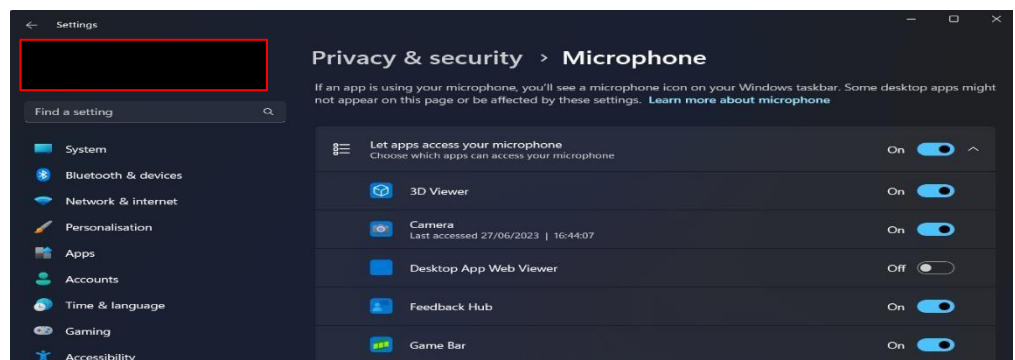 Settings
Privacy & security > Microphone
If an app is using your microphone, you'll see a microphone icon on your Windows taskbar. Some desktop apps might
not appear on this page or be affected by these settings. Learn more about microphone
Find a setting
System
Bluetooth & devices
Network & internet
Personalisation
Apps
Accounts
Time & language
Gaming
Accessibility
Let apps access your microphone
Choose which apps can access your microphone
On
3D Viewer
On
Camera
Last accessed 27/06/2023 | 16:44:07
On
Desktop App Web Viewer
Off
Feedback Hub
On
Game Bar
On